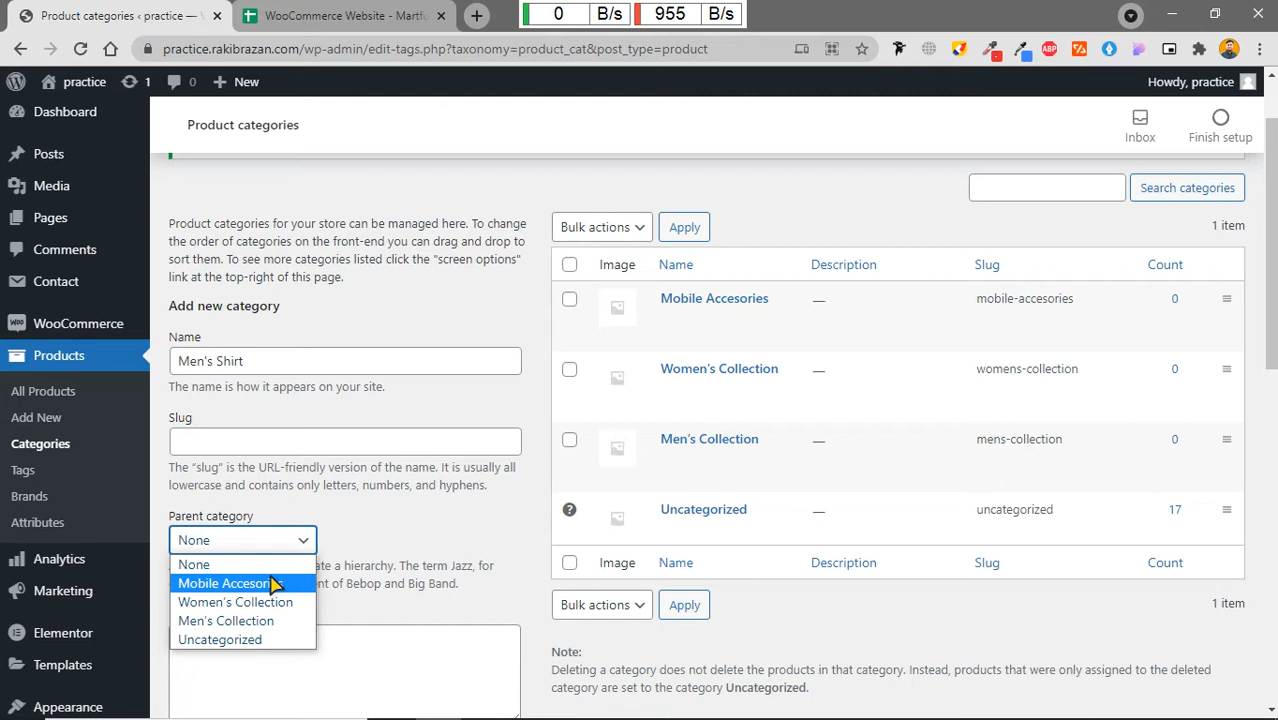 Product categories ‹ practice — ×
WooCommerce Website - Martfu ×
0 B/s 955 B/s
practice.rakibrazan.com/wp-admin/edit-tags.php?taxonomy=product_cat&post_type=product
ABP
practice 1 0 New
Howdy, practice
Dashboard
Posts
Media
Pages
Comments
Contact
WooCommerce
Products
All Products
Add New
Categories
Tags
Brands
Attributes
Analytics
Marketing
Elementor
Templates
Appearance
Product categories
Inbox
Finish setup
Search categories
Product categories for your store can be managed here. To change
the order of categories on the front-end you can drag and drop to
sort them. To see more categories listed click the "screen options"
link at the top-right of this page.
Add new category
Name
Men's Shirt
The name is how it appears on your site.
Slug
The "slug" is the URL-friendly version of the name. It is usually all
lowercase and contains only letters, numbers, and hyphens.
Parent category
None
None
Mobile Accesories
Women's Collection
Men's Collection
Uncategorized
ate a hierarchy. The term Jazz, for
ent of Bebop and Big Band.
Bulk actions Apply
1 item
Image Name Description Slug Count
Mobile Accesories — mobile-accesories 0
Women's Collection — womens-collection 0
Men's Collection — mens-collection 0
Uncategorized — uncategorized 17
Image Name Description Slug Count
Bulk actions Apply
1 item
Note:
Deleting a category does not delete the products in that category. Instead, products that were only assigned to the deleted
category are set to the category Uncategorized.